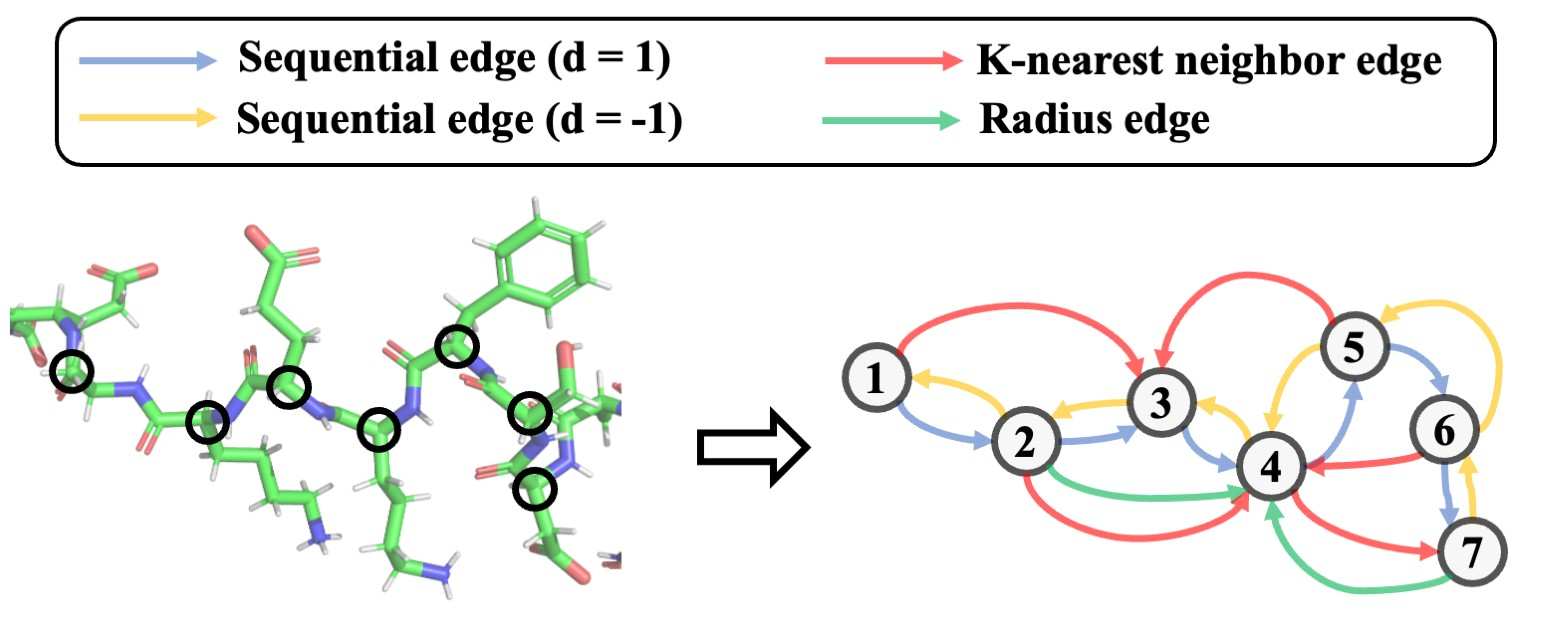 Sequential edge (d = 1)
K-nearest neighbor edge
Sequential edge (d = -1)
Radius edge
1
2
3
4
5
6
7